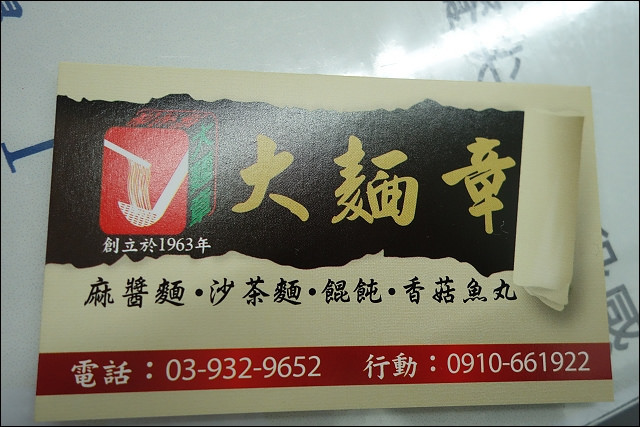 大麵章
創立於1963年
麻醬麵・沙茶麵・餛飩・香菇魚丸
電話：03-932-9652 行動：0910-661922